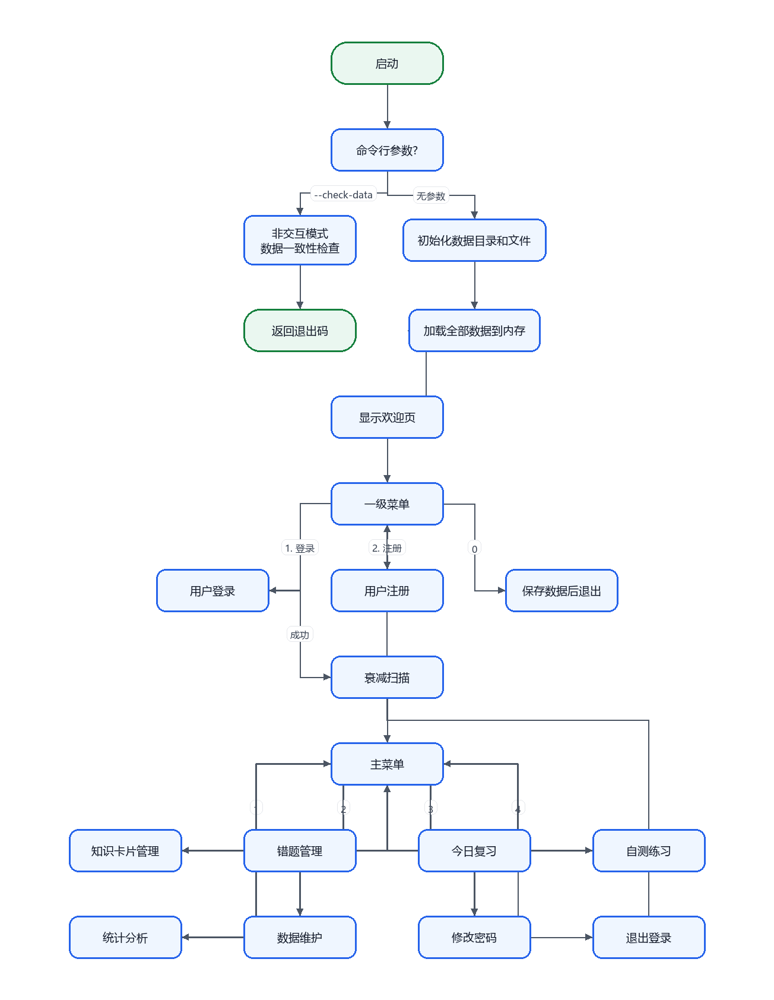 启动
命令行参数?
--check-data
无参数
非交互模式
数据一致性检查
初始化数据目录和文件
返回退出码
加载全部数据到内存
显示欢迎页
一级菜单
1. 登录
2. 注册
0
用户登录
用户注册
保存数据后退出
成功
衰减扫描
主菜单
1
2
3
4
知识卡片管理
错题管理
今日复习
自测练习
统计分析
数据维护
修改密码
退出登录